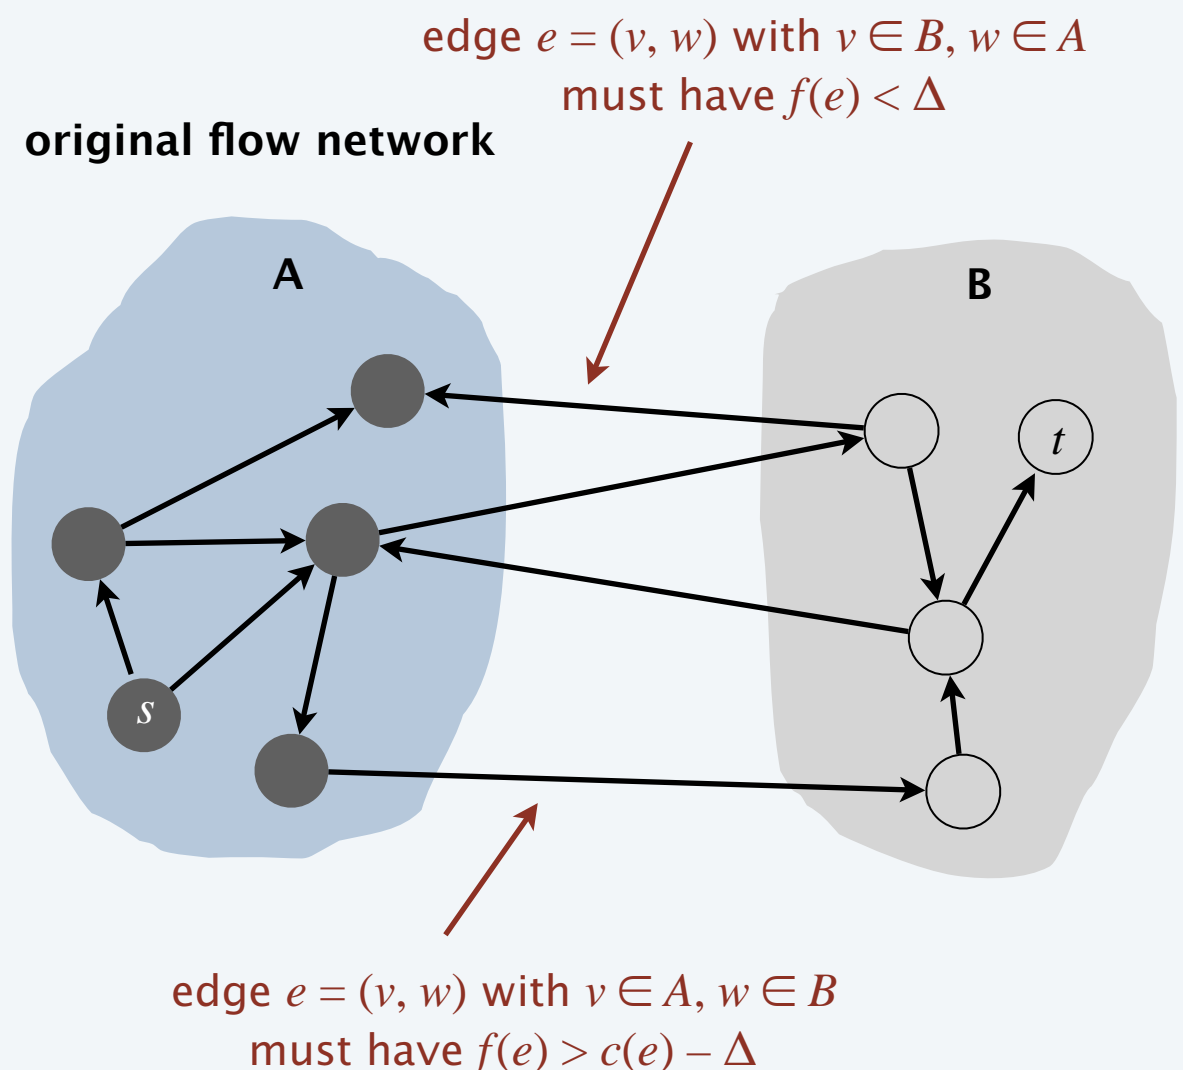 edge e = (v, w) with v ∈ B, w ∈ A
must have f(e) < Δ
original flow network
A
B
t
s
edge e = (v, w) with v ∈ A, w ∈ B
must have f(e) > c(e) – Δ